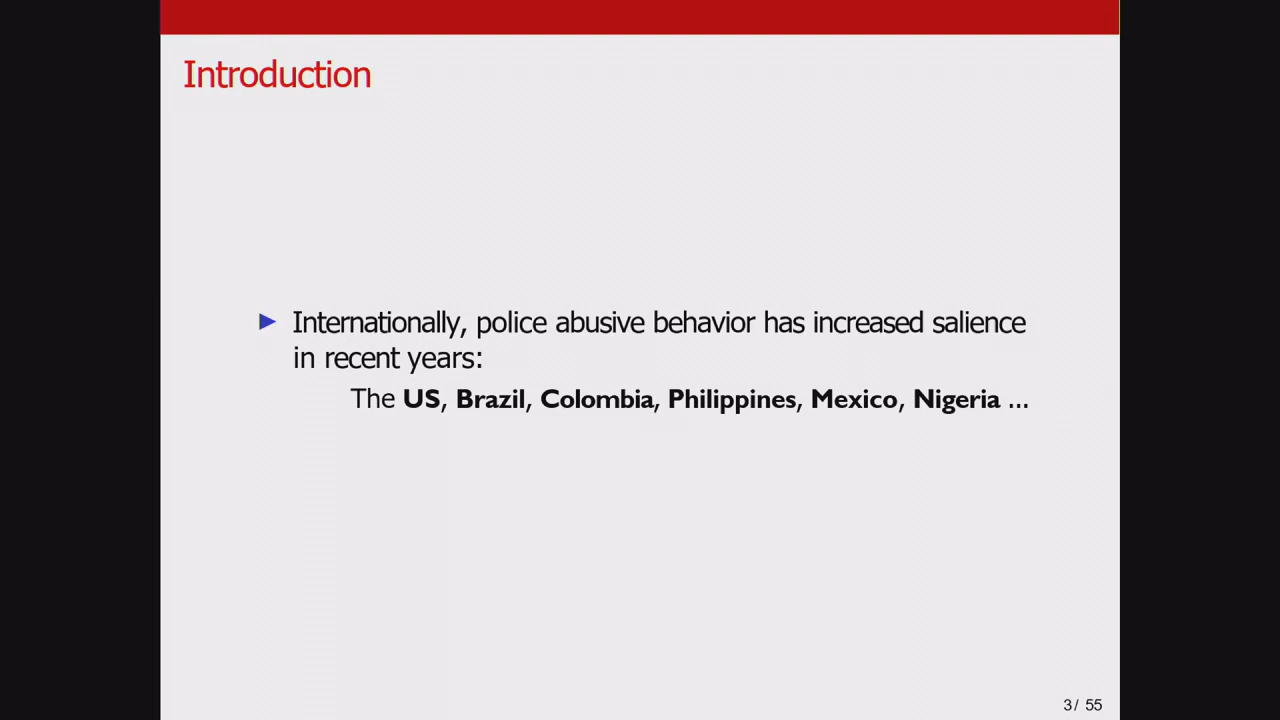 Introduction
▶ Internationally, police abusive behavior has increased salience
in recent years:
The US, Brazil, Colombia, Philippines, Mexico, Nigeria ...
3 / 55